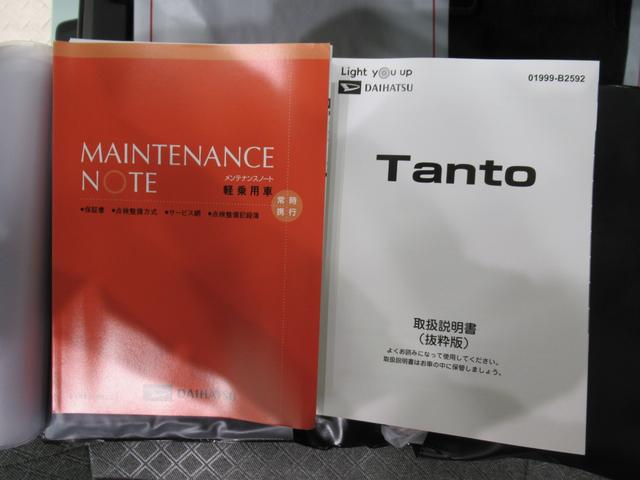 MAINTENANCE
NOTE
メンテナンスノート
軽乗用車
常時
携行
●保証書 ●点検整備方式 ●サービス網 ●点検整備記録簿
DAIHATSU
Light you up
DAIHATSU
01999-B2592
Tanto
取扱説明書
(抜粋版)
よくお読みになって使用してください。
取扱説明書はお車の中に保管しましょう。